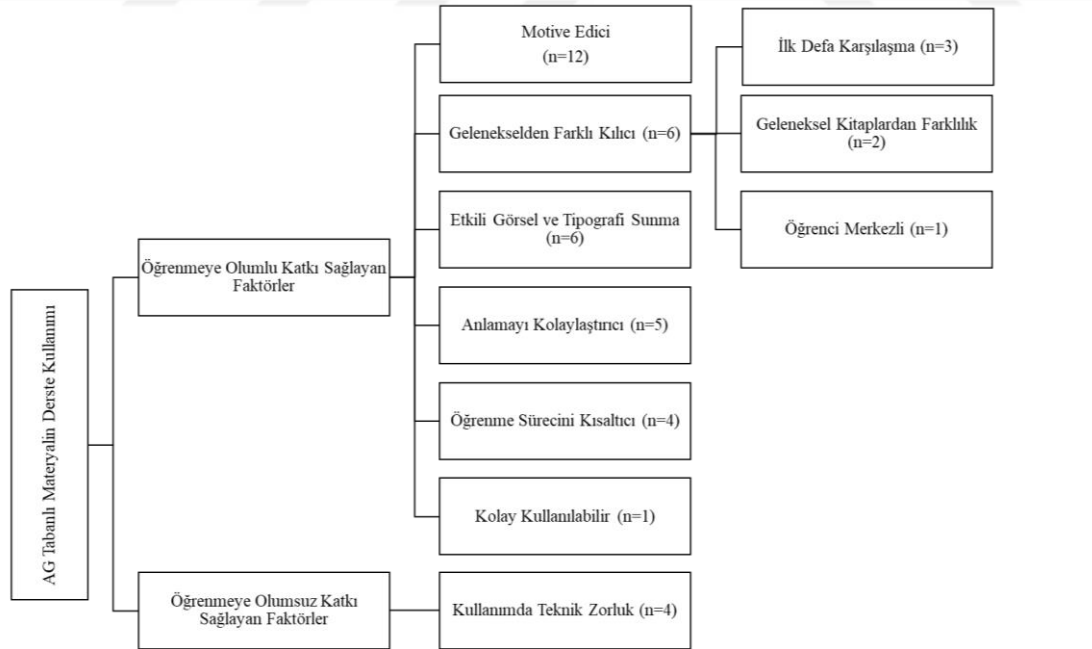 AG Tabanlı Materyalin Derste Kullanımı
Öğrenmeye Olumlu Katkı Sağlayan
Faktörler
Motive Edici
(n=12)
Gelenekselden Farklı Kılıcı (n=6)
İlk Defa Karşılaşma (n=3)
Geleneksel Kitaplardan Farklılık
(n=2)
Öğrenci Merkezli (n=1)
Etkili Görsel ve Tipografi Sunma
(n=6)
Anlamayı Kolaylaştırıcı (n=5)
Öğrenme Sürecini Kısaltıcı (n=4)
Kolay Kullanılabilir (n=1)
Öğrenmeye Olumsuz Katkı
Sağlayan Faktörler
Kullanımda Teknik Zorluk (n=4)